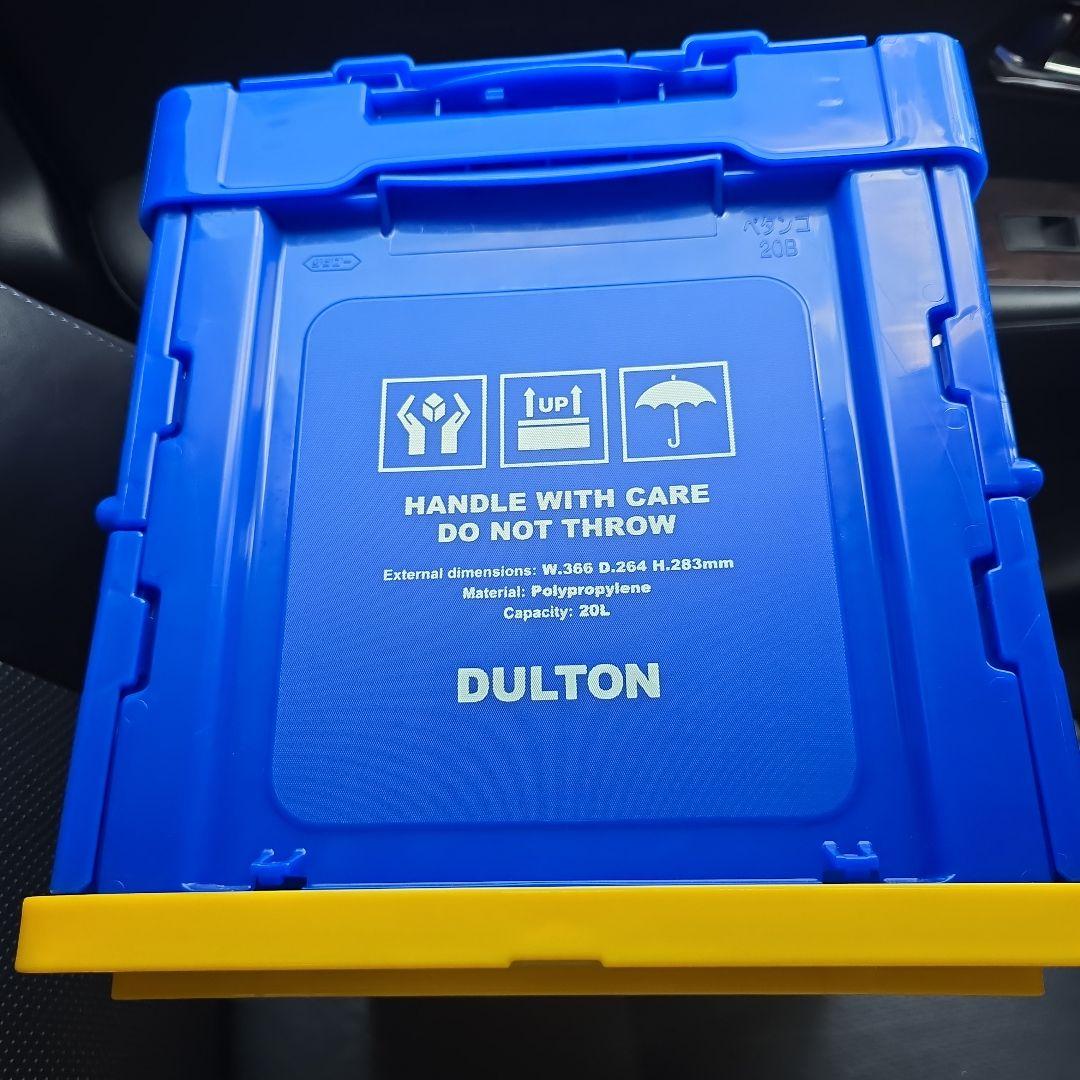 ペタンコ
20B
UP
HANDLE WITH CARE
DO NOT THROW
External dimensions: W.366 D.264 H.283mm
Material: Polypropylene
Capacity: 20L
DULTON